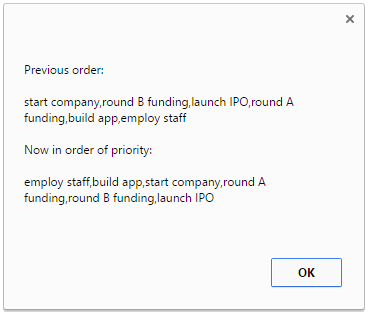 Previous order:
start company,round B funding,launch IPO,round A
funding,build app,employ staff
Now in order of priority:
employ staff,build app,start company,round A
funding,round B funding,launch IPO
OK